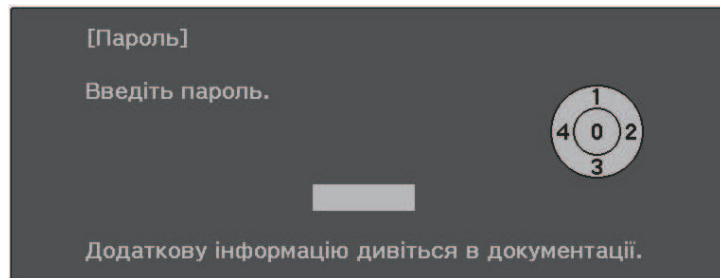 [Пароль]
Введіть пароль.
1
4 0 2
3
Додаткову інформацію дивіться в документації.